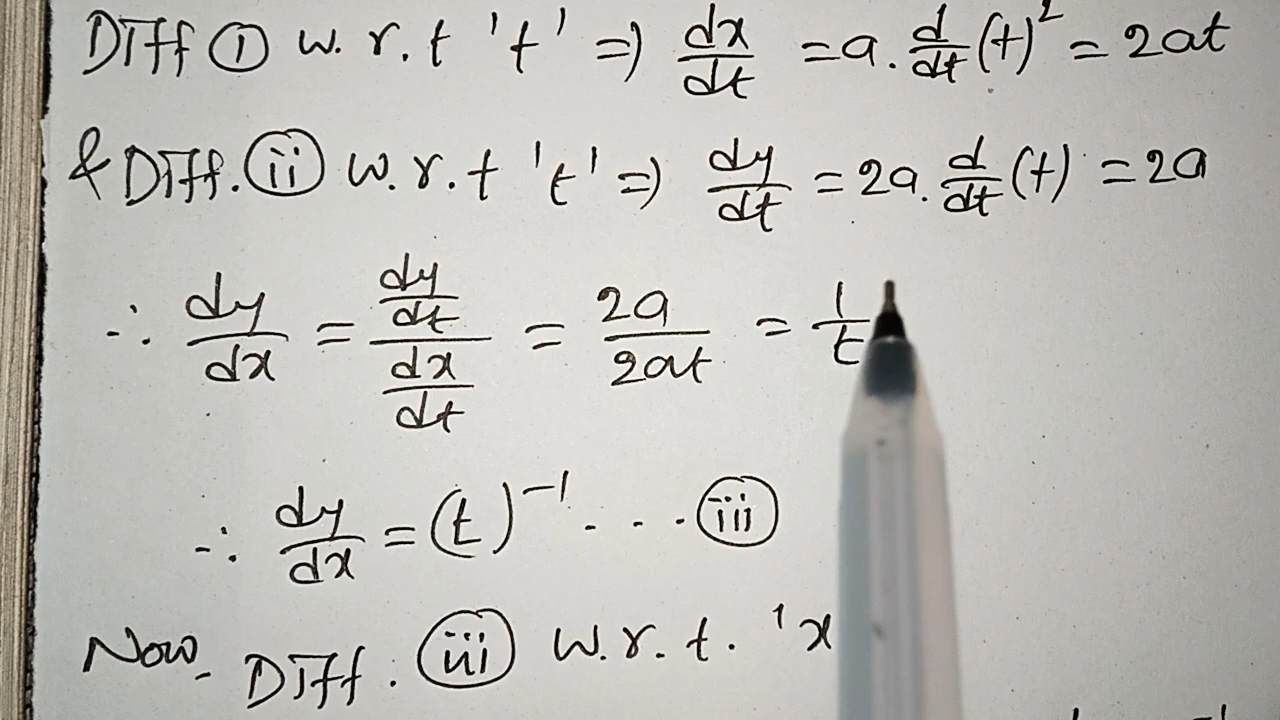 Diff ① w.r.t 't' => dx/dt = a. d/dt (t)² = 2at
& Diff. ⓘⓘ w.r.t 't' => dy/dt = 2a. d/dt (t) = 2a
∴ dy/dx = (dy/dt)/(dx/dt) = 2a/2at = 1/t
∴ dy/dx = (t)⁻¹ . . . (iii)
Now Diff. (iii) w.r.t. 'x